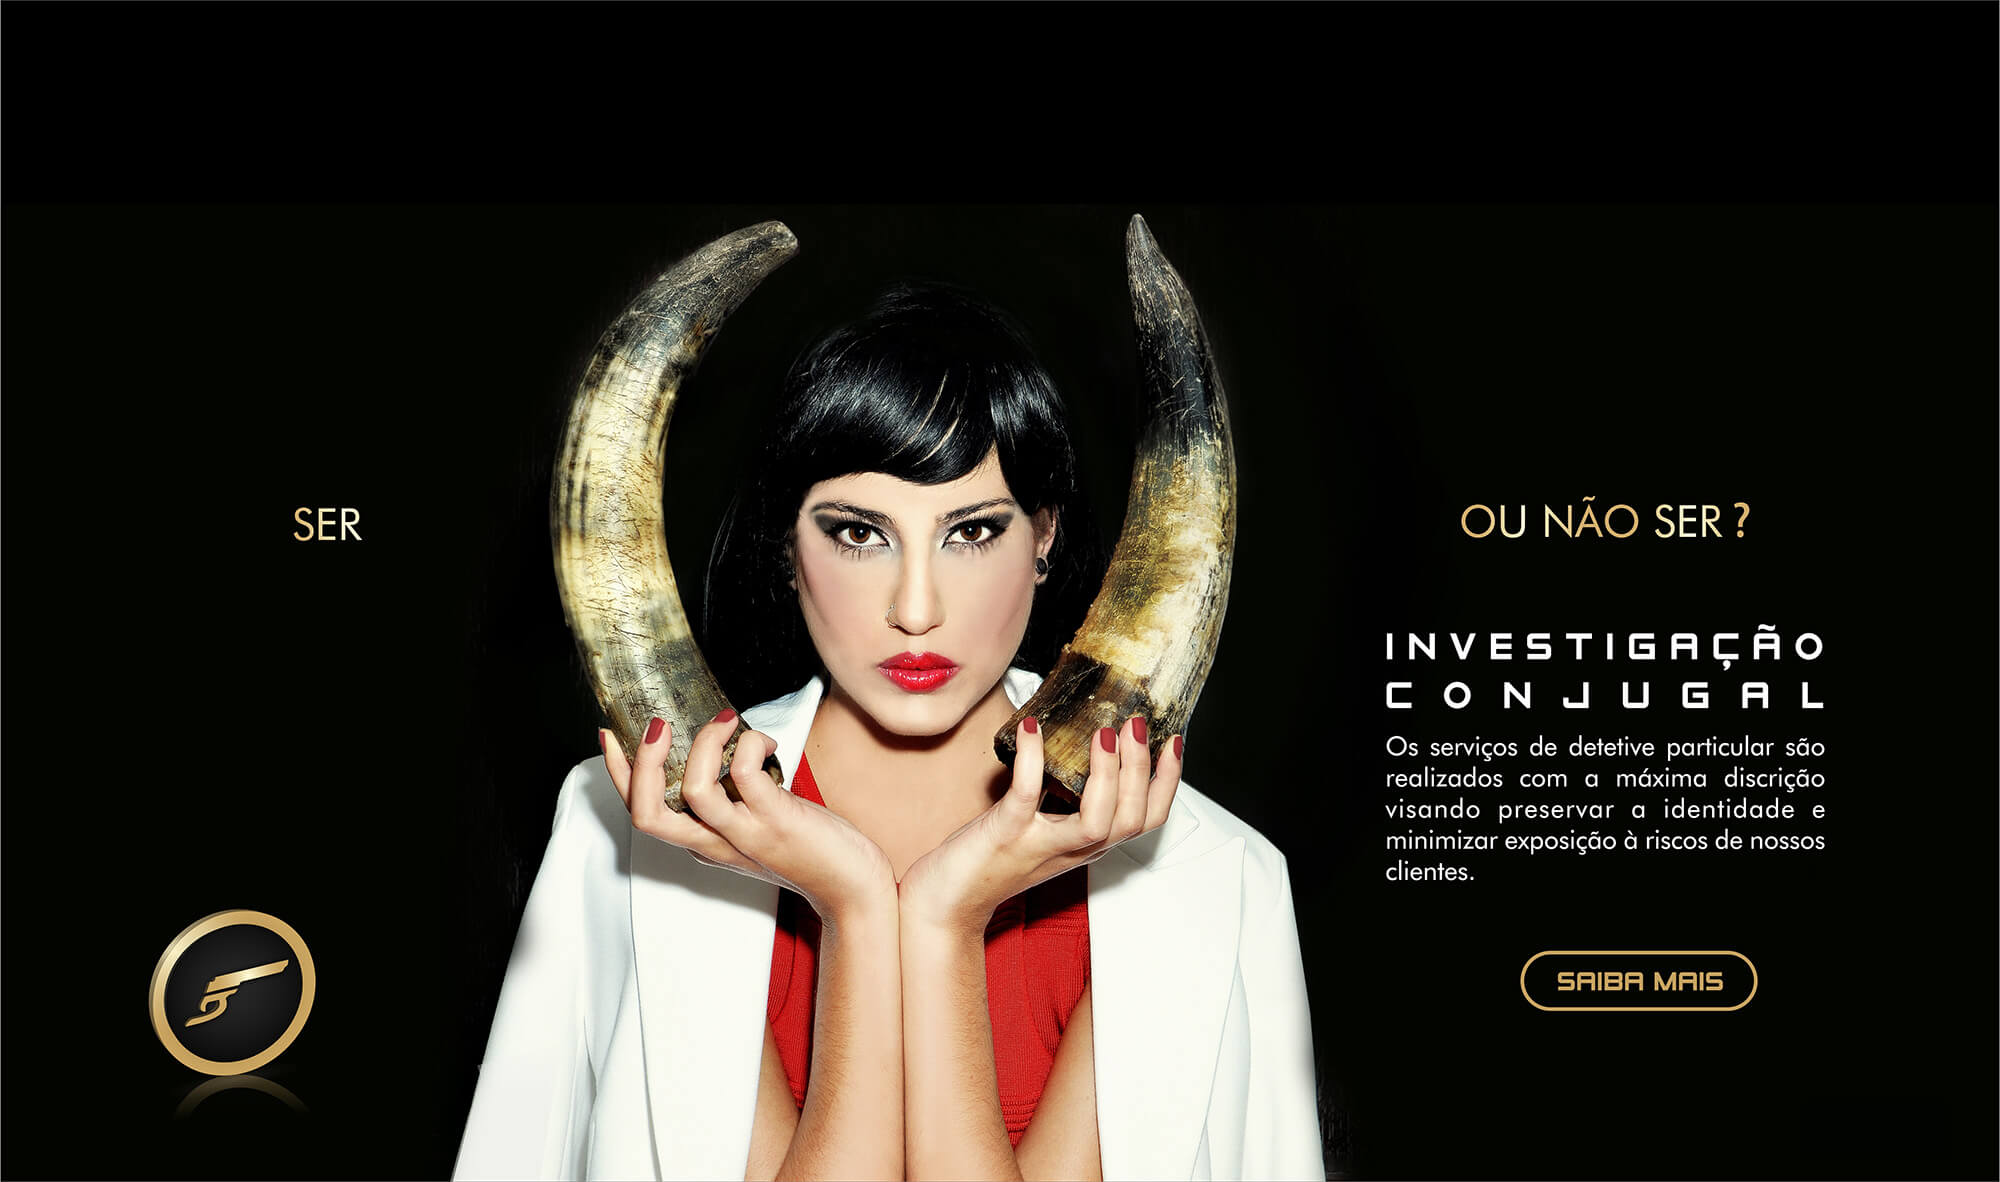 SER
OU NÃO SER ?
INVESTIGAÇÃO
CONJUGAL
Os serviços de detetive particular são
realizados com a máxima discrição
visando preservar a identidade e
minimizar exposição à riscos de nossos
clientes.
SAIBA MAIS